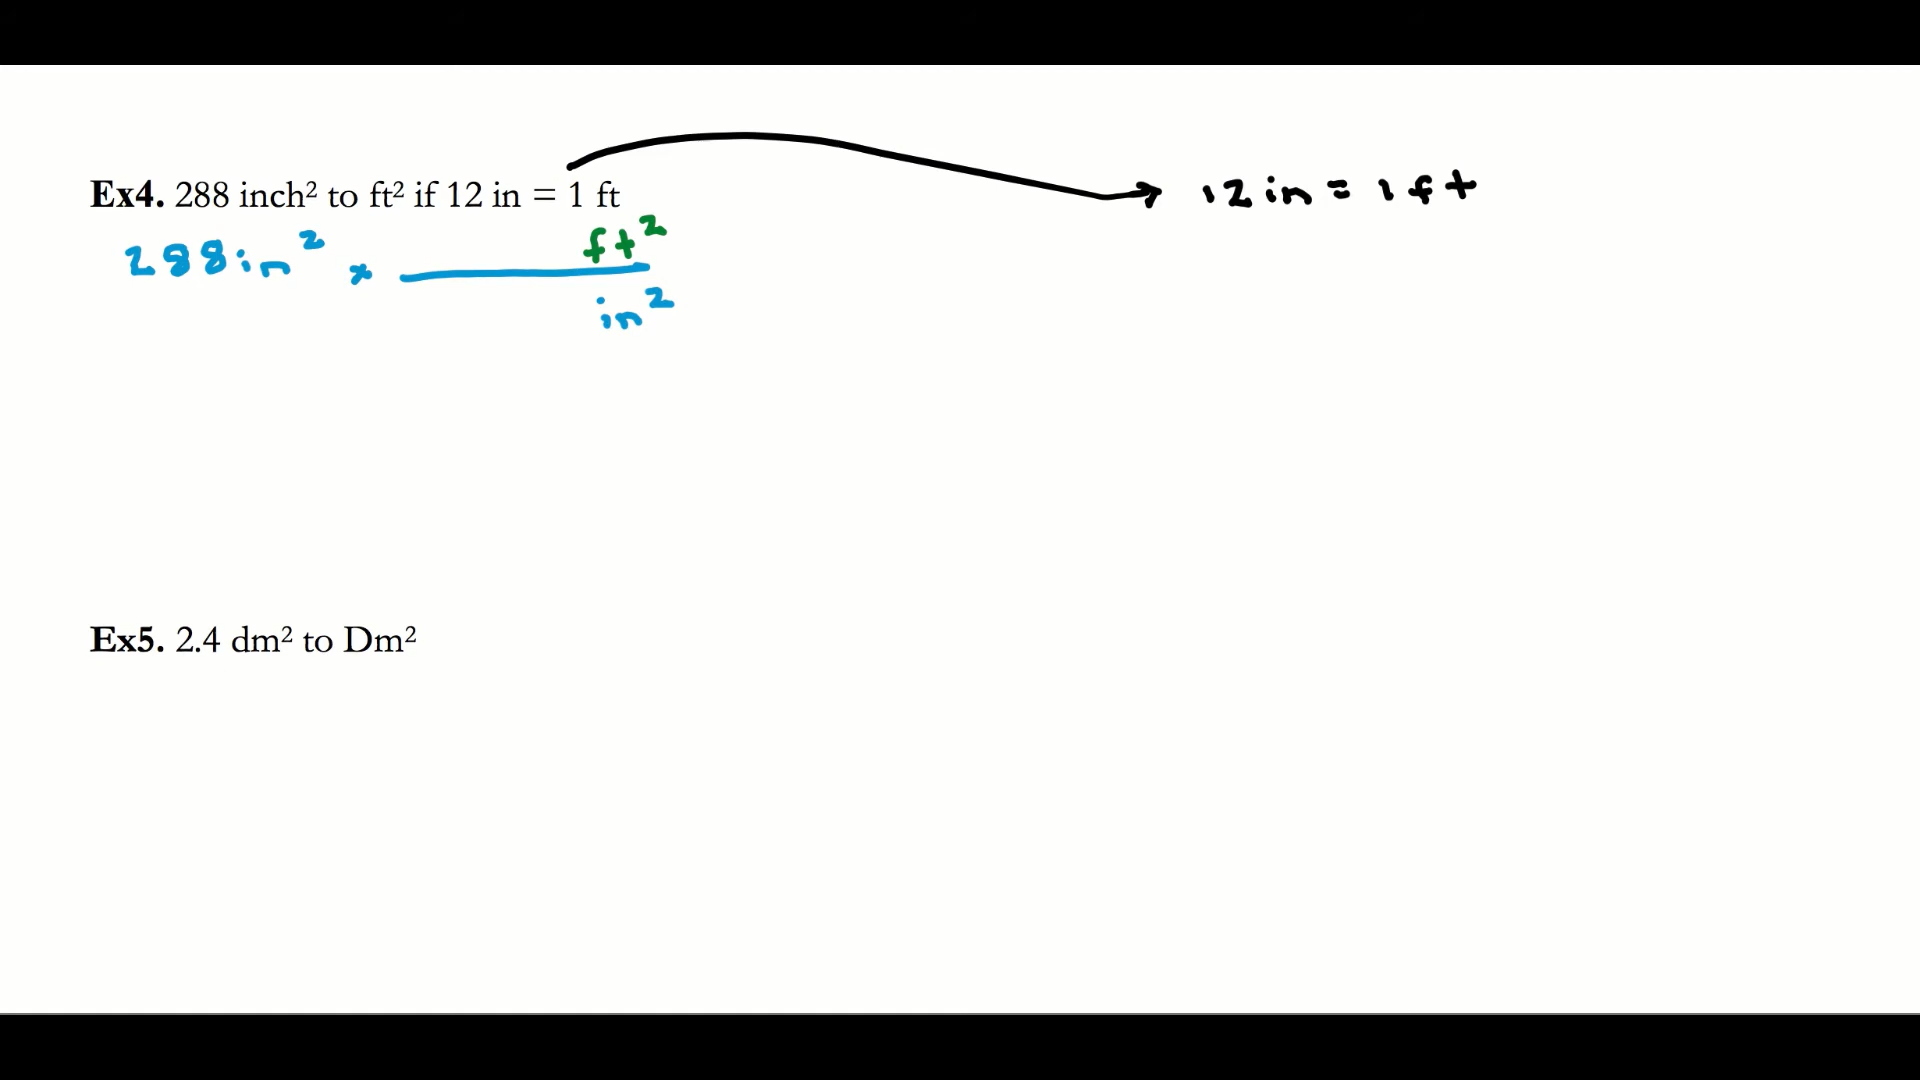 Ex4. 288 inch² to ft² if 12 in = 1 ft
12 in = 1 ft
288 in² × ft²
in²
Ex5. 2.4 dm² to Dm²